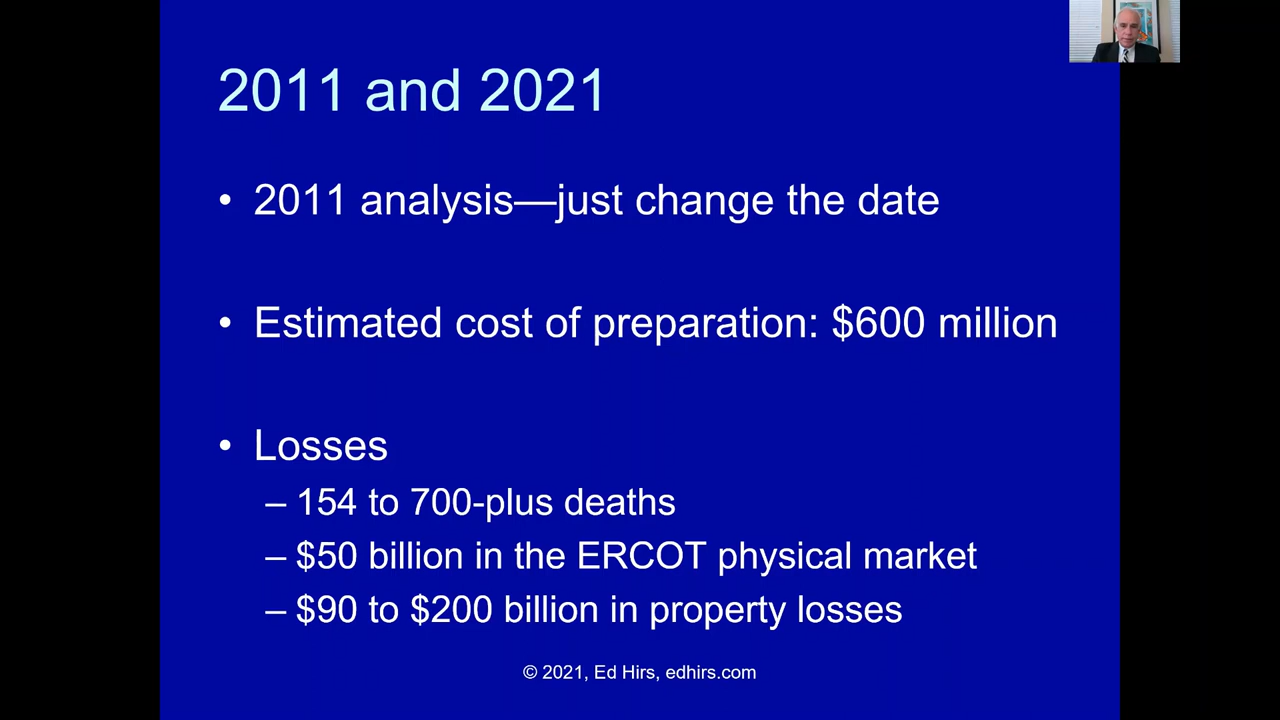 2011 and 2021
• 2011 analysis—just change the date
• Estimated cost of preparation: $600 million
• Losses
– 154 to 700-plus deaths
– $50 billion in the ERCOT physical market
– $90 to $200 billion in property losses
© 2021, Ed Hirs, edhirs.com